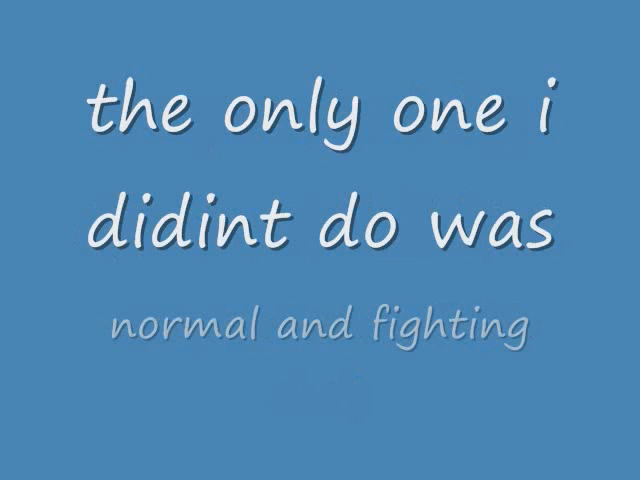 the only one i
didint do was
normal and fighting